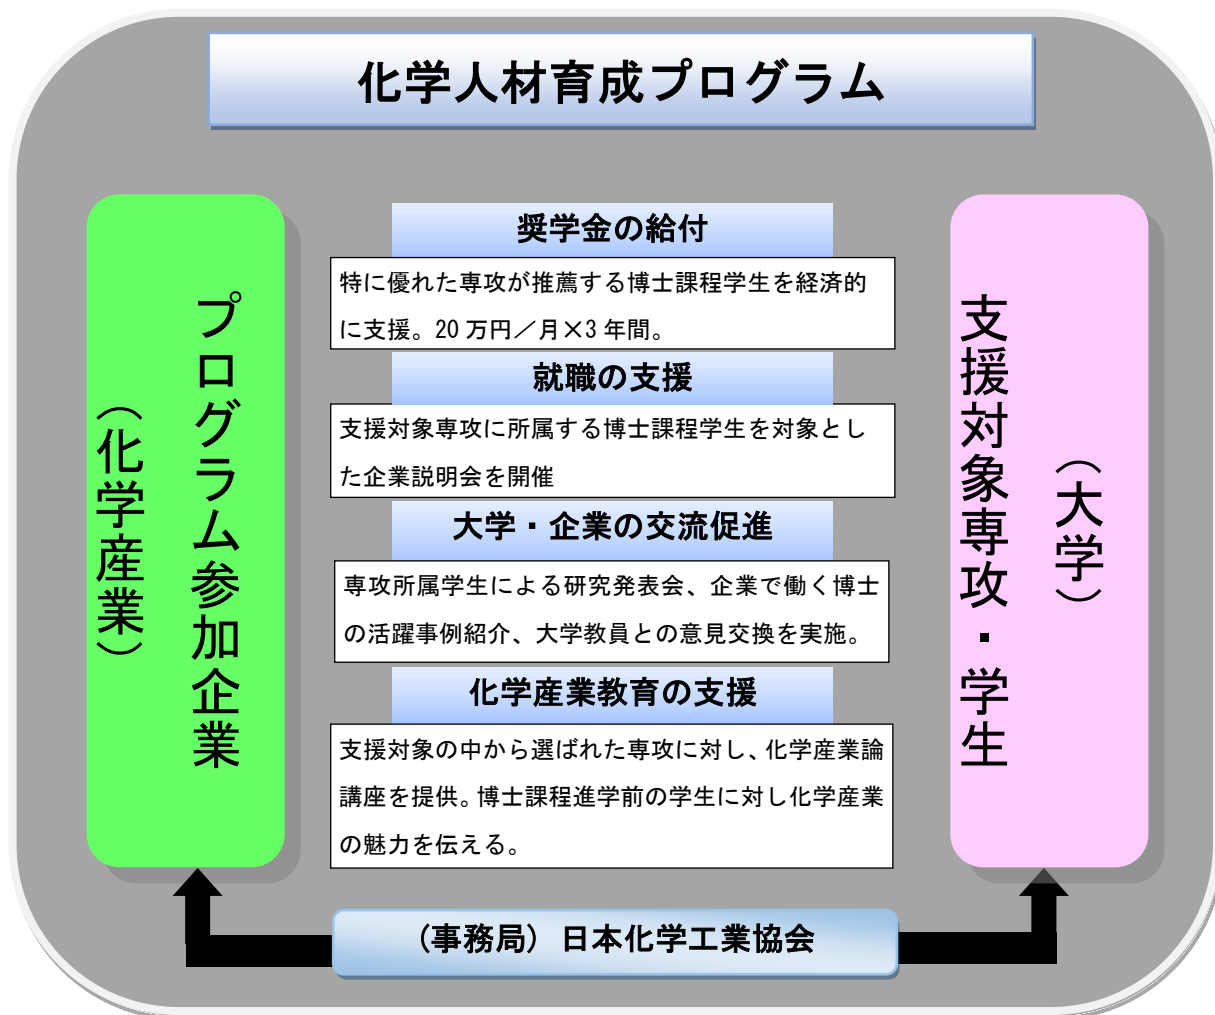 化学人材育成プログラム
プログラム参加企業
（化学産業）
奨学金の給付
特に優れた専攻が推薦する博士課程学生を経済的
に支援。20 万円／月×3 年間。
就職の支援
支援対象専攻に所属する博士課程学生を対象とし
た企業説明会を開催
大学・企業の交流促進
専攻所属学生による研究発表会、企業で働く博士
の活躍事例紹介、大学教員との意見交換を実施。
化学産業教育の支援
支援対象の中から選ばれた専攻に対し、化学産業論
講座を提供。博士課程進学前の学生に対し化学産業
の魅力を伝える。
（大学）
支援対象専攻・学生
（事務局）日本化学工業協会